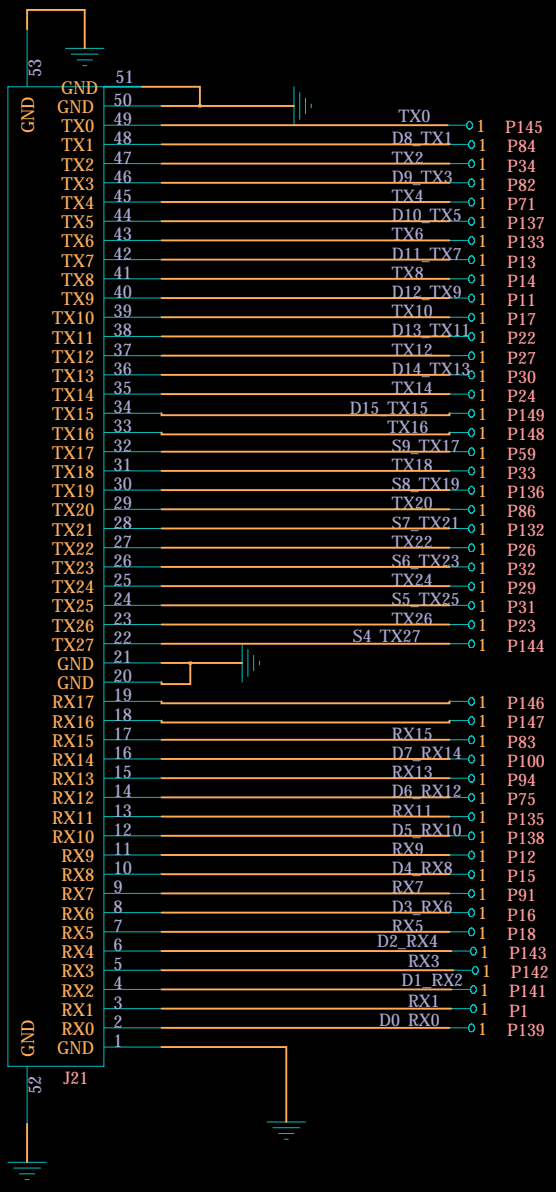 53
GND
GND 51
GND 50
TX0 49 TX0 1 P145
TX1 48 D8_TX1 1 P84
TX2 47 TX2 1 P34
TX3 46 D9_TX3 1 P82
TX4 45 TX4 1 P71
TX5 44 D10_TX5 1 P137
TX6 43 TX6 1 P133
TX7 42 D11_TX7 1 P13
TX8 41 TX8 1 P14
TX9 40 D12_TX9 1 P11
TX10 39 TX10 1 P17
TX11 38 D13_TX11 1 P22
TX12 37 TX12 1 P27
TX13 36 D14_TX13 1 P30
TX14 35 TX14 1 P24
TX15 34 D15_TX15 1 P149
TX16 33 TX16 1 P148
TX17 32 S9_TX17 1 P59
TX18 31 TX18 1 P33
TX19 30 S8_TX19 1 P136
TX20 29 TX20 1 P86
TX21 28 S7_TX21 1 P132
TX22 27 TX22 1 P26
TX23 26 S6_TX23 1 P32
TX24 25 TX24 1 P29
TX25 24 S5_TX25 1 P31
TX26 23 TX26 1 P23
TX27 22 S4_TX27 1 P144
GND 21
GND 20
RX17 19 1 P146
RX16 18 1 P147
RX15 17 RX15 1 P83
RX14 16 D7_RX14 1 P100
RX13 15 RX13 1 P94
RX12 14 D6_RX12 1 P75
RX11 13 RX11 1 P135
RX10 12 D5_RX10 1 P138
RX9 11 RX9 1 P12
RX8 10 D4_RX8 1 P15
RX7 9 RX7 1 P91
RX6 8 D3_RX6 1 P16
RX5 7 RX5 1 P18
RX4 6 D2_RX4 1 P143
RX3 5 RX3 1 P142
RX2 4 D1_RX2 1 P141
RX1 3 RX1 1 P1
RX0 2 D0_RX0 1 P139
GND 1
GND
52
J21